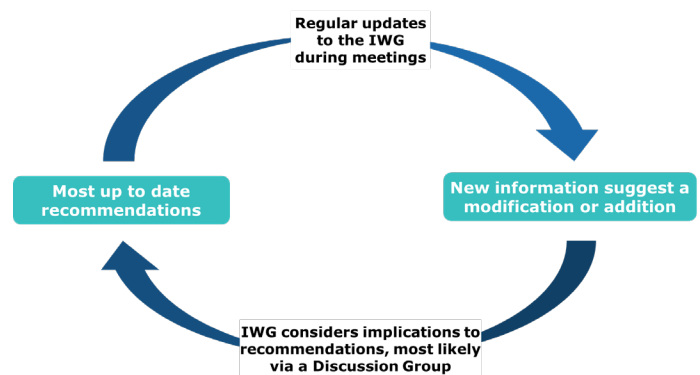 Regular updates
to the IWG
during meetings
Most up to date
recommendations
New information suggest a
modification or addition
IWG considers implications to
recommendations, most likely
via a Discussion Group